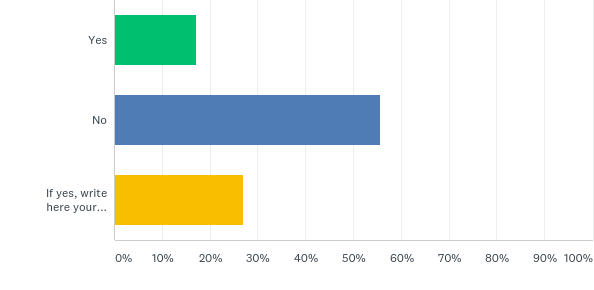 Yes
No
If yes, write
here your...
0% 10% 20% 30% 40% 50% 60% 70% 80% 90% 100%